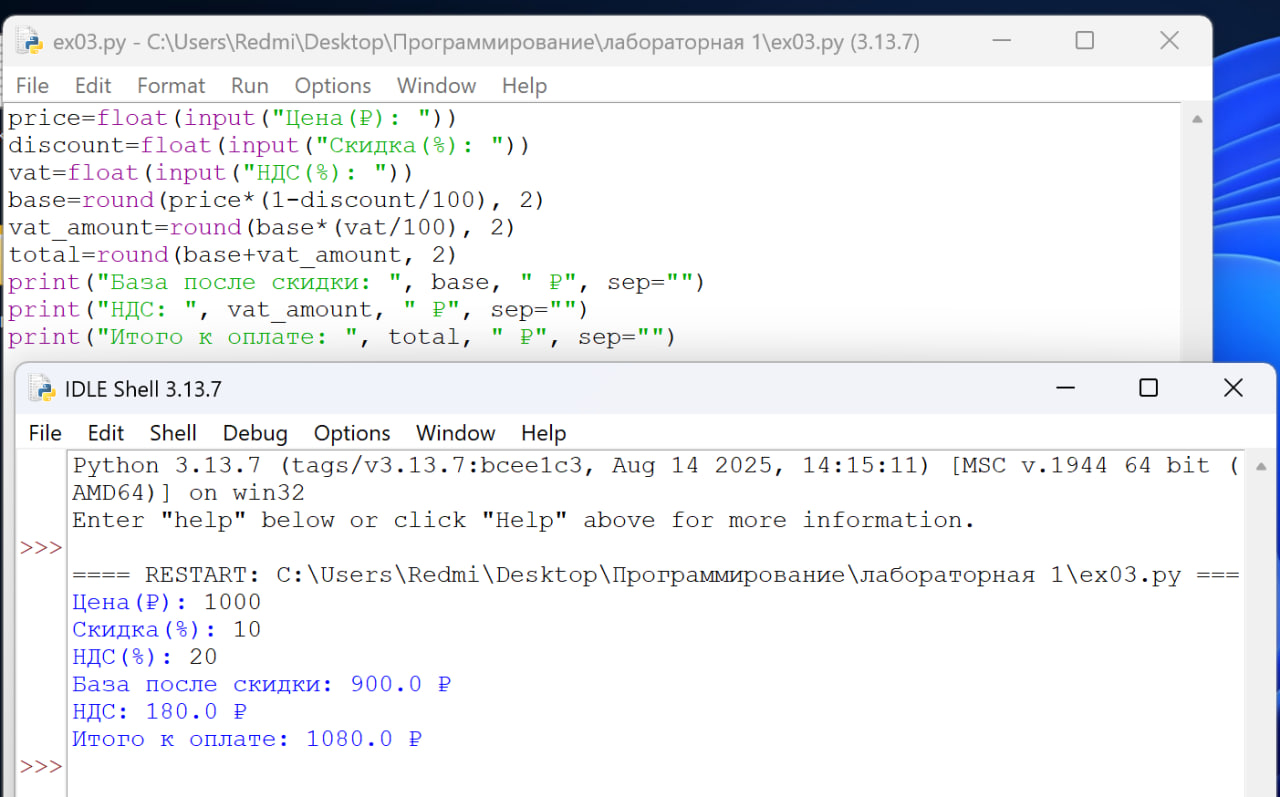 ex03.py - C:\Users\Redmi\Desktop\Программирование\лабораторная 1\ex03.py (3.13.7)
File Edit Format Run Options Window Help
price=float(input("Цена(₽): "))
discount=float(input("Скидка(%): "))
vat=float(input("НДС(%): "))
base=round(price*(1-discount/100), 2)
vat_amount=round(base*(vat/100), 2)
total=round(base+vat_amount, 2)
print("База после скидки: ", base, " ₽", sep="")
print("НДС: ", vat_amount, " ₽", sep="")
print("Итого к оплате: ", total, " ₽", sep="")
IDLE Shell 3.13.7
File Edit Shell Debug Options Window Help
Python 3.13.7 (tags/v3.13.7:bcee1c3, Aug 14 2025, 14:15:11) [MSC v.1944 64 bit (
AMD64)] on win32
Enter "help" below or click "Help" above for more information.
>>>
==== RESTART: C:\Users\Redmi\Desktop\Программирование\лабораторная 1\ex03.py ===
Цена(₽): 1000
Скидка(%): 10
НДС(%): 20
База после скидки: 900.0 ₽
НДС: 180.0 ₽
Итого к оплате: 1080.0 ₽
>>>